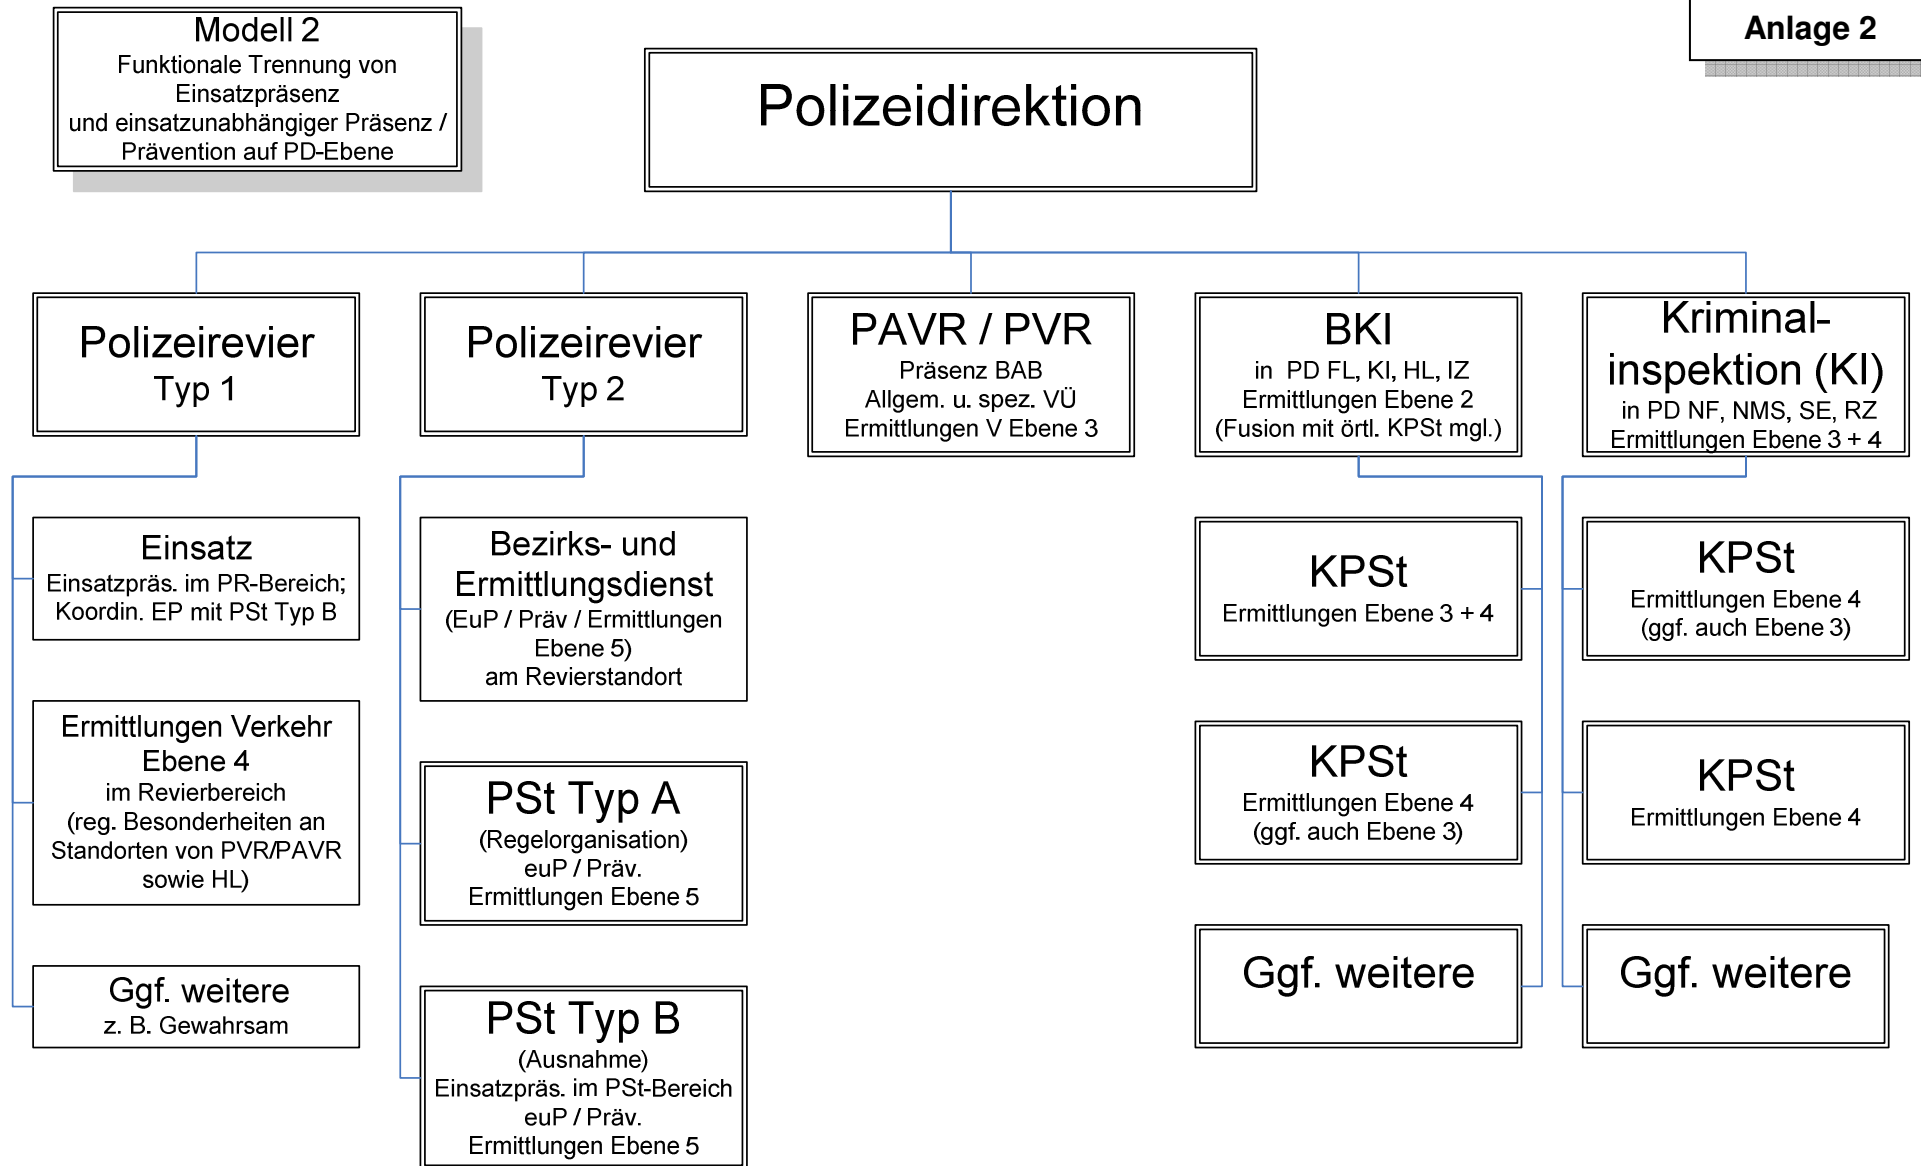 Modell 2
Funktionale Trennung von
Einsatzpräsenz
und einsatzunabhängiger Präsenz /
Prävention auf PD-Ebene
Polizeidirektion
Anlage 2
Polizeirevier
Typ 1
Polizeirevier
Typ 2
PAVR / PVR
Präsenz BAB
Allgem. u. spez. VÜ
Ermittlungen V Ebene 3
BKI
in PD FL, KI, HL, IZ
Ermittlungen Ebene 2
(Fusion mit örtl. KPSt mgl.)
Kriminal-
inspektion (KI)
in PD NF, NMS, SE, RZ
Ermittlungen Ebene 3 + 4
Einsatz
Einsatzpräs. im PR-Bereich;
Koordin. EP mit PSt Typ B
Ermittlungen Verkehr
Ebene 4
im Revierbereich
(reg. Besonderheiten an
Standorten von PVR/PAVR
sowie HL)
Ggf. weitere
z. B. Gewahrsam
Bezirks- und
Ermittlungsdienst
(EuP / Präv / Ermittlungen
Ebene 5)
am Revierstandort
PSt Typ A
(Regelorganisation)
euP / Präv.
Ermittlungen Ebene 5
PSt Typ B
(Ausnahme)
Einsatzpräs. im PSt-Bereich
euP / Präv.
Ermittlungen Ebene 5
KPSt
Ermittlungen Ebene 3 + 4
KPSt
Ermittlungen Ebene 4
(ggf. auch Ebene 3)
Ggf. weitere
KPSt
Ermittlungen Ebene 4
(ggf. auch Ebene 3)
KPSt
Ermittlungen Ebene 4
Ggf. weitere